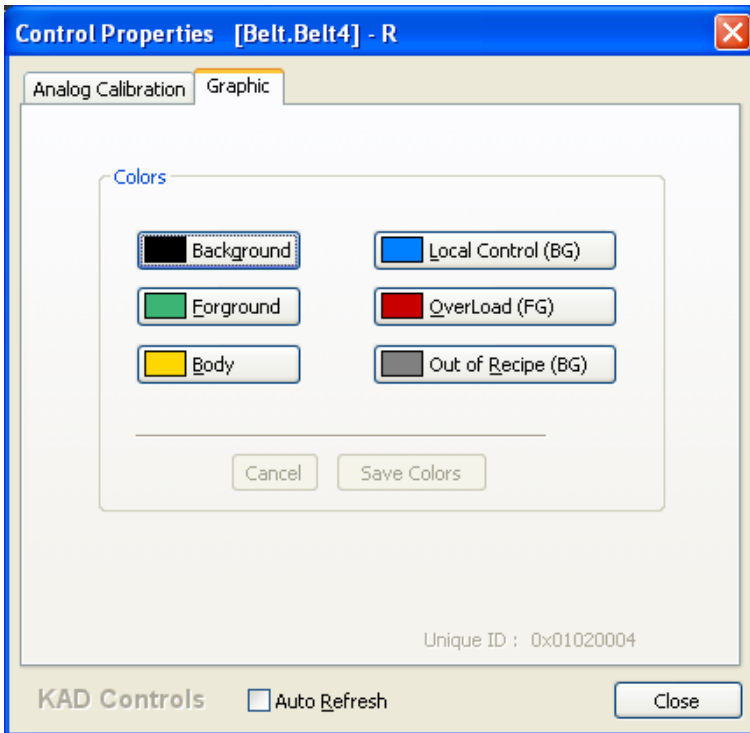 Control Properties [Belt.Belt4] - R
Analog Calibration Graphic
Colors
Background Local Control (BG)
Forground OverLoad (FG)
Body Out of Recipe (BG)
Cancel Save Colors
Unique ID : 0x01020004
KAD Controls Auto Refresh Close